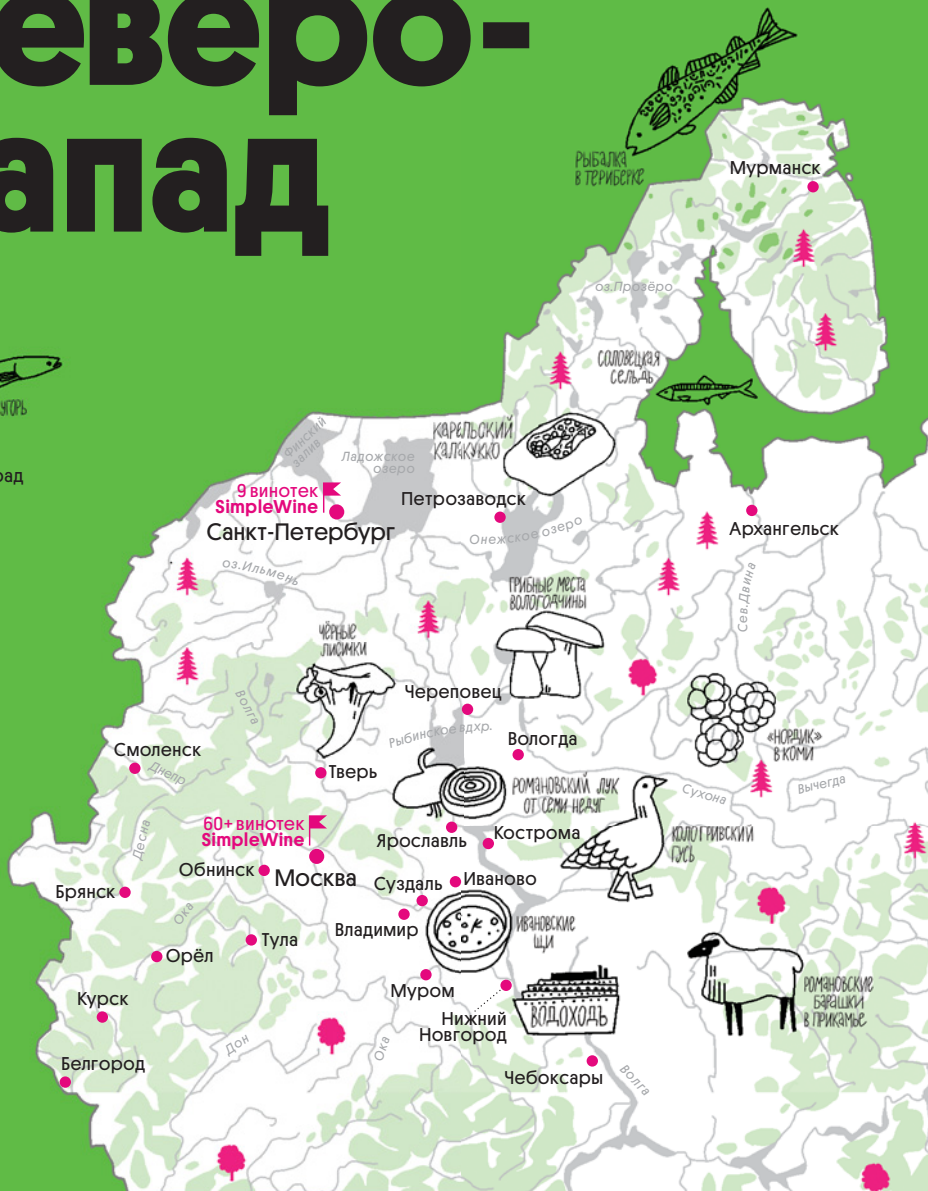 еверо-
апад
РЫБАЛКА
В ТЕРИБЕРКЕ
Мурманск
оз.Прозёро
СОЛОВЕЦКАЯ
СЕЛЬДЬ
УГОРЬ
рад
Финский
залив
Ладожское
озеро
КАРЕЛЬСКИЙ
КАЛАКУККО
9 винотек
SimpleWine
Санкт-Петербург
Петрозаводск
Онежское озеро
Архангельск
оз.Ильмень
ГРИБНЫЕ МЕСТА
ВОЛОГОДЧИНЫ
Сев.Двина
ЧЁРНЫЕ
ЛИСИЧКИ
Череповец
Волга
Рыбинское вдхр.
Вологда
«НОРДИК»
В КОМИ
Смоленск
Днепр
Тверь
РОМАНОВСКИЙ ЛУК
ОТ СЕМИ НЕДУГ
Сухона
Вычегда
60+ винотек
SimpleWine
Десна
Ярославль
Кострома
КОЛОГРИВСКИЙ
ГУСЬ
Обнинск
Москва
Суздаль
Иваново
Брянск
Ока
Владимир
ИВАНОВСКИЕ
ЩИ
Тула
Орёл
Муром
РОМАНОВСКИЕ
БАРАШКИ
В ПРИКАМЬЕ
Курск
Нижний
Новгород
ВОДОХОДЪ
Дон
Ока
Белгород
Чебоксары
Волга